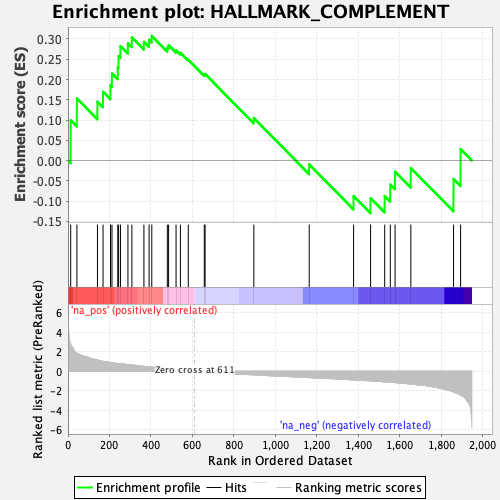 Enrichment plot: HALLMARK_COMPLEMENT
Enrichment score (ES)
0.30
0.25
0.20
0.15
0.10
0.05
0.00
-0.05
-0.10
-0.15
Ranked list metric (PreRanked)
'na_pos' (positively correlated)
6
4
2
0
-2
-4
-6
Zero cross at 611
'na_neg' (negatively correlated)
0 200 400 600 800 1,000 1,200 1,400 1,600 1,800 2,000
Rank in Ordered Dataset
Enrichment profile Hits Ranking metric scores